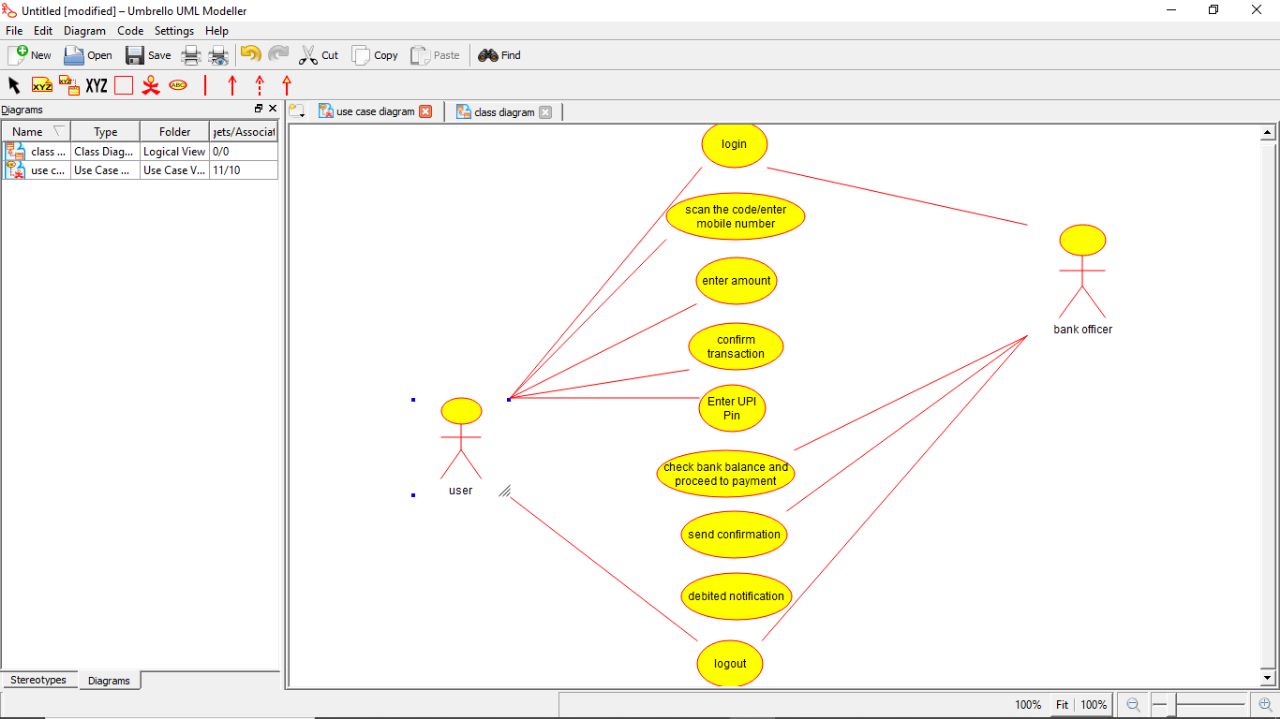 Untitled [modified] – Umbrello UML Modeller
File Edit Diagram Code Settings Help
New Open Save Cut Copy Paste Find
XYZ XYZ XYZ ABC
Diagrams
use case diagram class diagram
Name Type Folder jets/Associat
class ... Class Diag... Logical View 0/0
use c... Use Case ... Use Case V... 11/10
login
scan the code/enter
mobile number
enter amount
confirm
transaction
Enter UPI
Pin
check bank balance and
proceed to payment
send confirmation
debited notification
logout
bank officer
user
Stereotypes Diagrams
100% Fit 100%